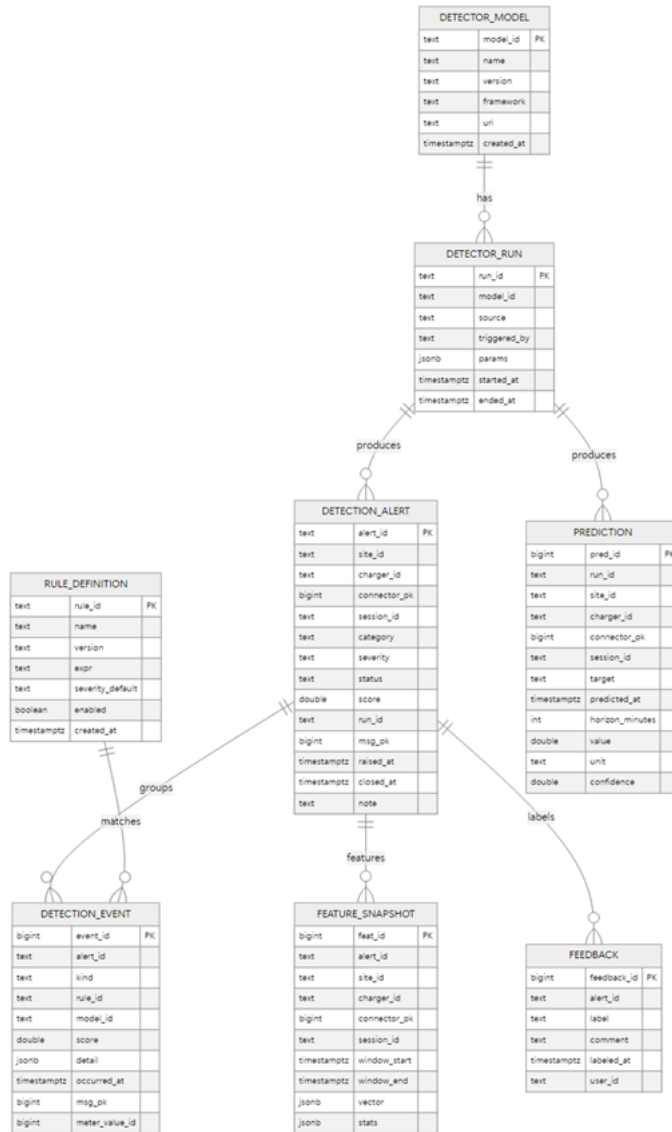 DETECTOR_MODEL
text model_id PK
text name
text version
text framework
text uri
timestamptz created_at
has
DETECTOR_RUN
text run_id PK
text model_id
text source
text triggered_by
jsonb params
timestamptz started_at
timestamptz ended_at
produces
produces
DETECTION_ALERT
text alert_id PK
text site_id
text charger_id
bigint connector_pk
text session_id
text category
text severity
text status
double score
text run_id
bigint msg_pk
timestamptz raised_at
timestamptz closed_at
text note
PREDICTION
bigint pred_id PK
text run_id
text site_id
text charger_id
bigint connector_pk
text session_id
text target
timestamptz predicted_at
int horizon_minutes
double value
text unit
double confidence
RULE_DEFINITION
text rule_id PK
text name
text version
text expr
text severity_default
boolean enabled
timestamptz created_at
groups
matches
labels
features
DETECTION_EVENT
bigint event_id PK
text alert_id
text kind
text rule_id
text model_id
double score
jsonb detail
timestamptz occurred_at
bigint msg_pk
bigint meter_value_id
FEATURE_SNAPSHOT
bigint feat_id PK
text alert_id
text site_id
text charger_id
bigint connector_pk
text session_id
timestamptz window_start
timestamptz window_end
jsonb vector
jsonb stats
FEEDBACK
bigint feedback_id PK
text alert_id
text label
text comment
timestamptz labeled_at
text user_id